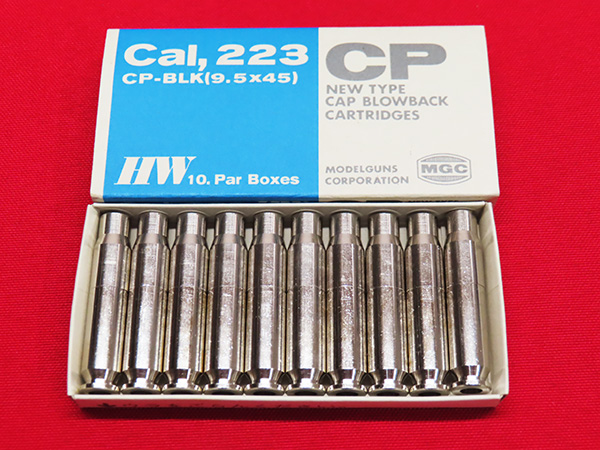 Cal, 223
CP-BLK(9.5x45)
HW 10. Par Boxes
CP
NEW TYPE
CAP BLOWBACK
CARTRIDGES
MODELGUNS
CORPORATION
MGC